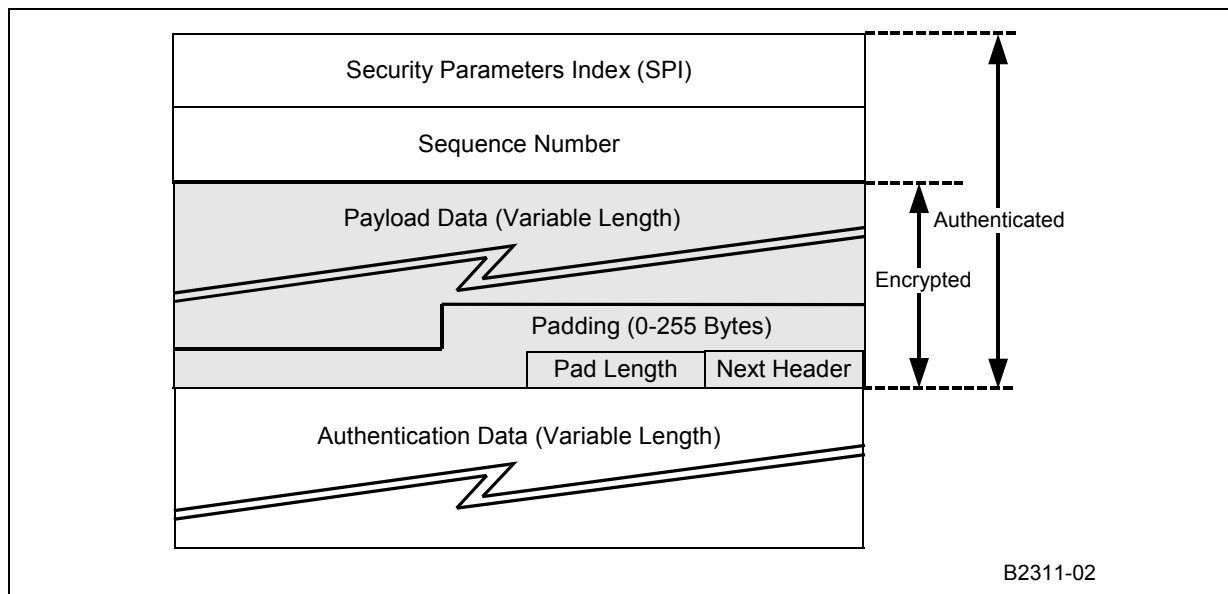 Security Parameters Index (SPI)
Sequence Number
Payload Data (Variable Length)
Authenticated
Encrypted
Padding (0-255 Bytes)
Pad Length
Next Header
Authentication Data (Variable Length)
B2311-02